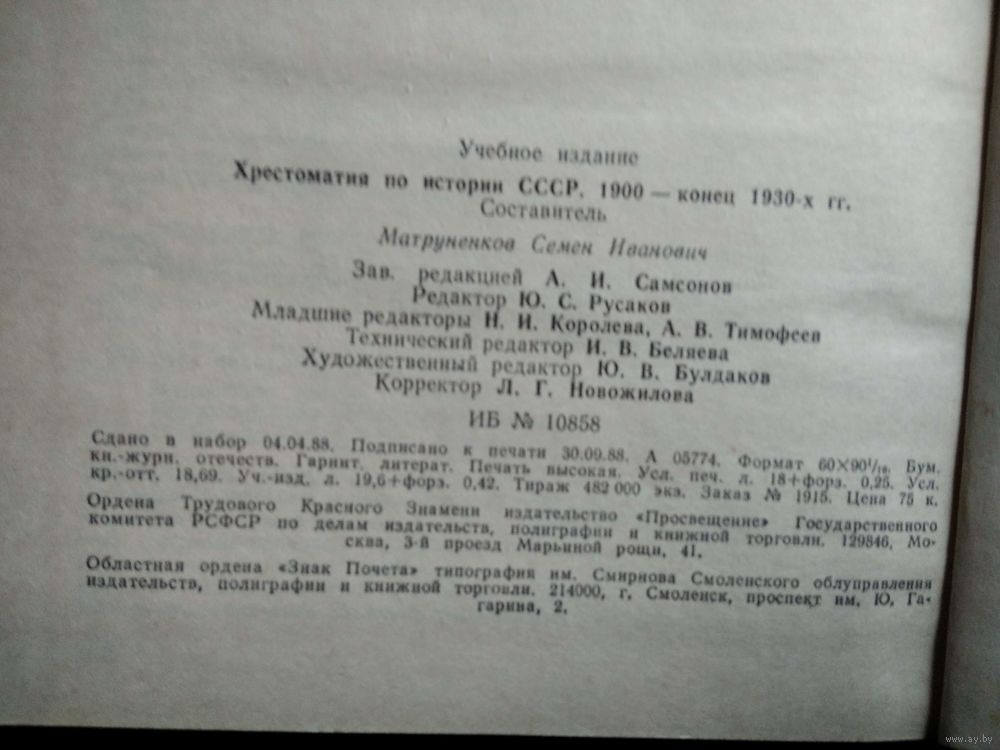 Учебное издание
Хрестоматия по истории СССР. 1900 — конец 1930-х гг.
Составитель
Матруненков Семен Иванович
Зав. редакцией А. И. Самсонов
Редактор Ю. С. Русаков
Младшие редакторы Н. И. Королева, А. В. Тимофеев
Технический редактор И. В. Беляева
Художественный редактор Ю. В. Булдаков
Корректор Л. Г. Новожилова
ИБ № 10858
Сдано в набор 04.04.88. Подписано к печати 30.09.88. А 05774. Формат 60×90¹/₁₆. Бум.
кн.-журн. отечеств. Гарнит. литерат. Печать высокая. Усл. печ. л. 18+форз. 0,25. Усл.
кр.-отт. 18,69. Уч.-изд. л. 19,6+форз. 0,42. Тираж 482 000 экз. Заказ № 1915. Цена 75 к.
Ордена Трудового Красного Знамени издательство «Просвещение» Государственного
комитета РСФСР по делам издательств, полиграфии и книжной торговли. 129846, Мо-
сква, 3-й проезд Марьиной рощи, 41.
Областная ордена «Знак Почета» типография им. Смирнова Смоленского облуправления
издательств, полиграфии и книжной торговли. 214000, г. Смоленск, проспект им. Ю. Га-
гарина, 2.
www.ay.by